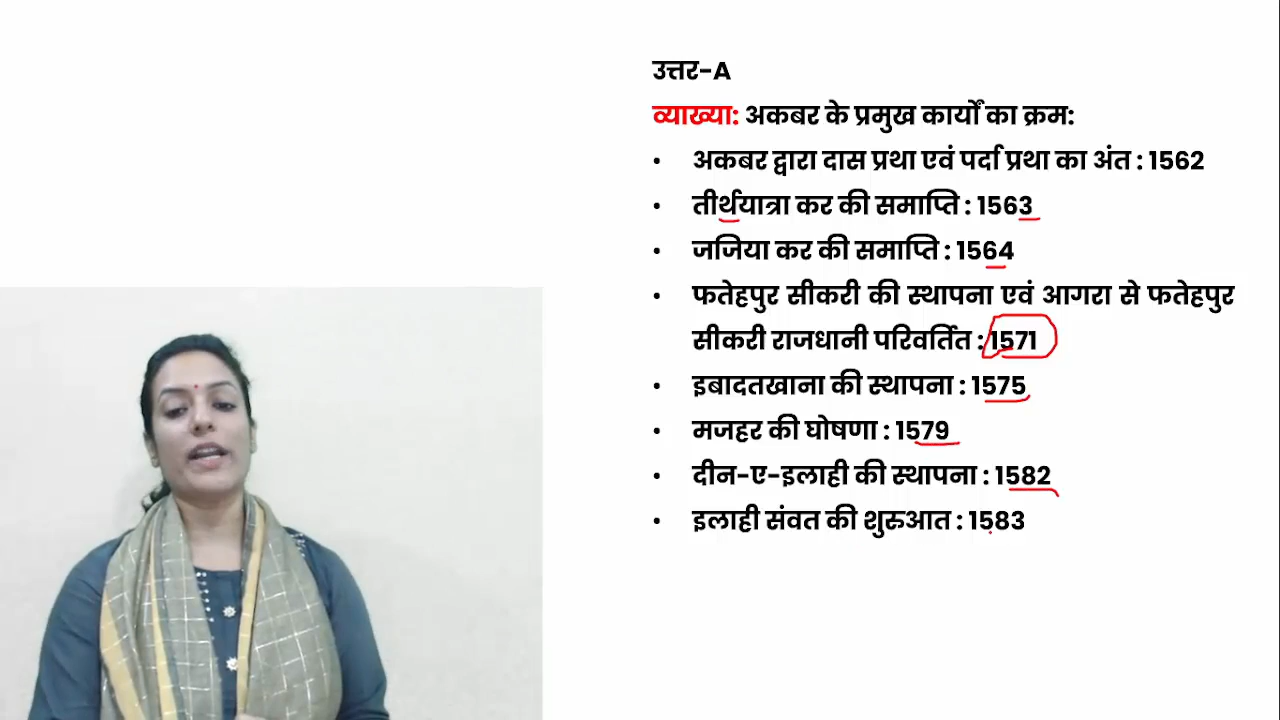 उत्तर-A
व्याख्या: अकबर के प्रमुख कार्यों का क्रम:
• अकबर द्वारा दास प्रथा एवं पर्दा प्रथा का अंत : 1562
• तीर्थयात्रा कर की समाप्ति : 1563
• जजिया कर की समाप्ति : 1564
• फतेहपुर सीकरी की स्थापना एवं आगरा से फतेहपुर
सीकरी राजधानी परिवर्तित : 1571
• इबादतखाना की स्थापना : 1575
• मजहर की घोषणा : 1579
• दीन-ए-इलाही की स्थापना : 1582
• इलाही संवत की शुरुआत : 1583